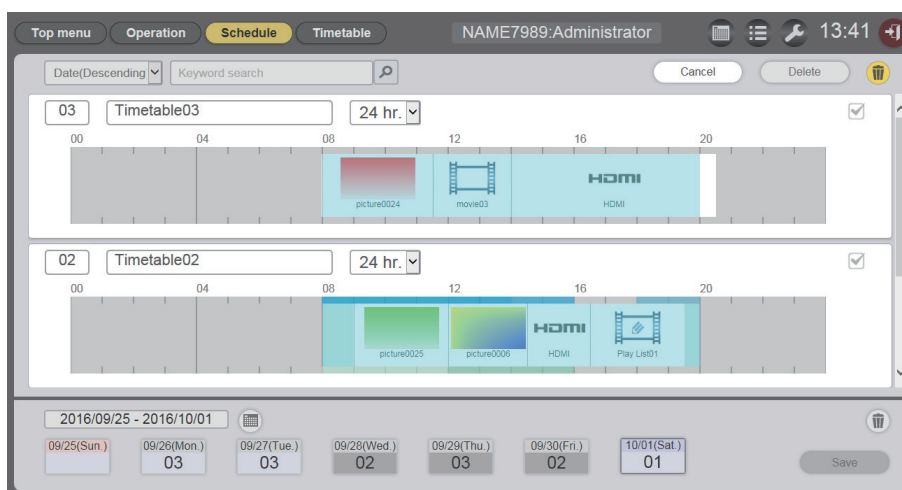 Top menu Operation Schedule Timetable NAME7989:Administrator 13:41
Date(Descending Keyword search Cancel Delete
03 Timetable03 24 hr.
00 04 08 12 16 20
HDMI
picture0024 movie03 HDMI
02 Timetable02 24 hr.
00 04 08 12 16 20
HDMI
picture0025 picture0006 HDMI Play List01
2016/09/25 - 2016/10/01
09/25(Sun.) 09/26(Mon.) 09/27(Tue.) 09/28(Wed.) 09/29(Thu.) 09/30(Fri.) 10/01(Sat.)
03 03 02 03 02 01
Save